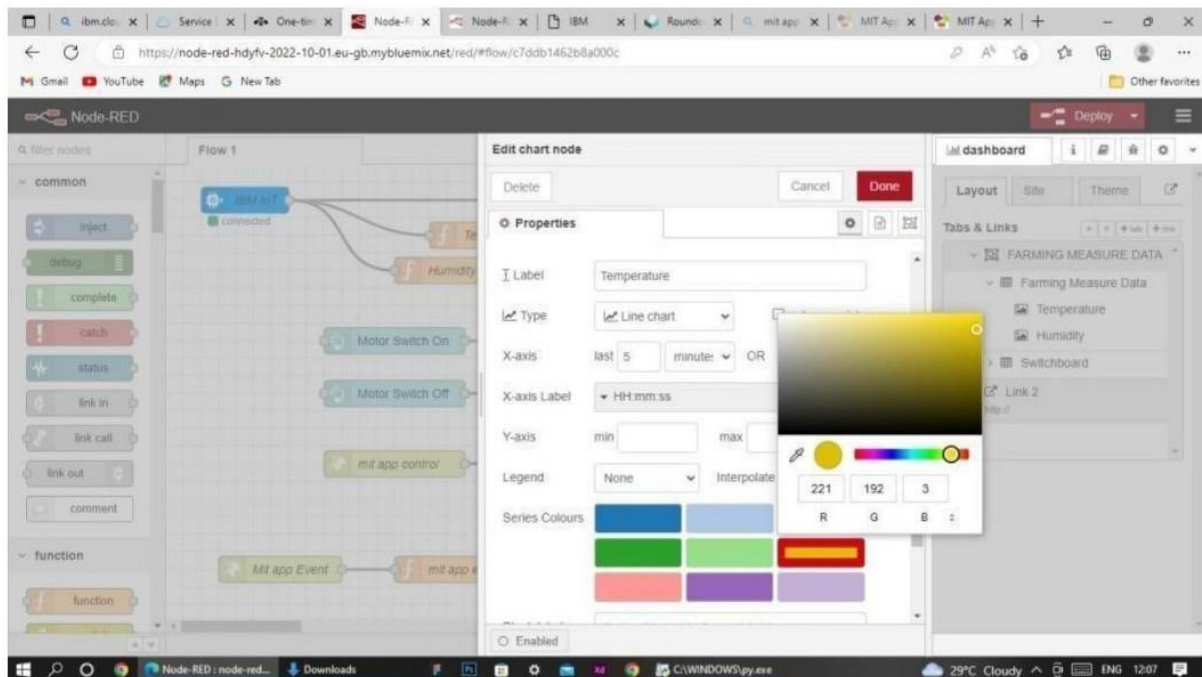 ibm.clo
Service
One-tim
Node-R
Node-R
IBM
Rounde
mit app
MIT Ap
MIT Ap
https://node-red-hdyfv-2022-10-01.eu-gb.mybluemix.net/red/#flow/c7ddb1462b8a000c
Gmail YouTube Maps New Tab Other favorites
Node-RED Deploy
filter nodes
Flow 1
Edit chart node
dashboard
common
Delete Cancel Done
Layout Site Theme
inject
IBM IoT
connected
Properties
Tabs & Links
debug
Te
FARMING MEASURE DATA
Humidity
Label Temperature
Farming Measure Data
complete
Type Line chart
Temperature
catch
Motor Switch On
X-axis last 5 minutes OR
Humidity
status
Switchboard
link in
Motor Switch Off
X-axis Label HH:mm:ss
Link 2
http://
link call
Y-axis min max
link out
mit app control
Legend None Interpolate
221 192 3
R G B
comment
Series Colours
function
Mit app Event
mit app e
function
Enabled
Node-RED : node-red...
Downloads
C:\WINDOWS\py.exe
29°C Cloudy
ENG
12:07